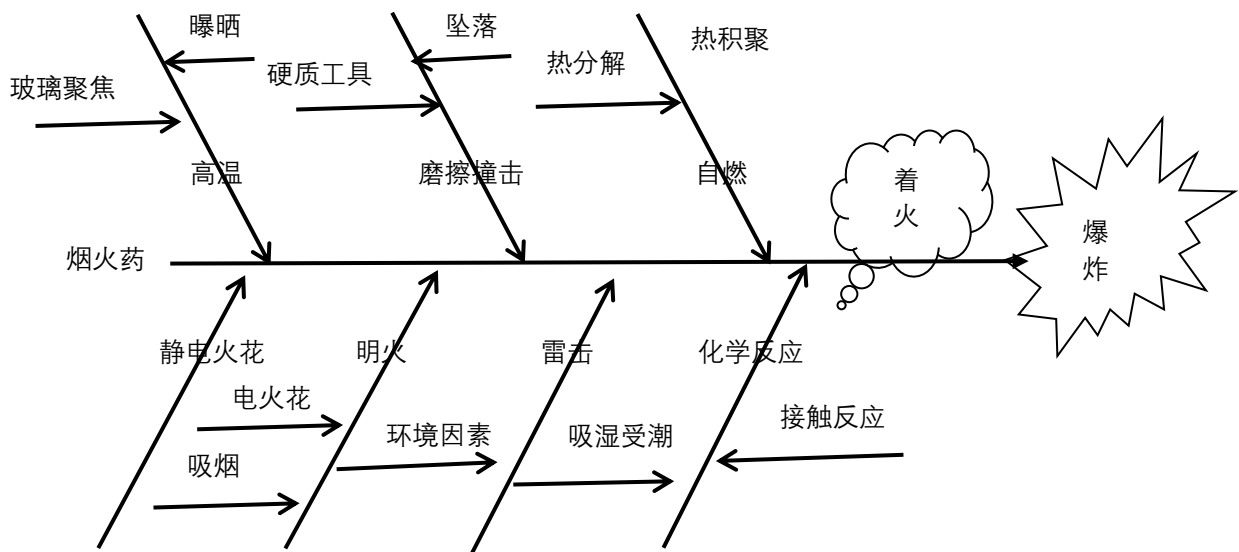 曝晒
坠落
热积聚
玻璃聚焦
硬质工具
热分解
高温
磨擦撞击
自燃
着
火
烟火药
爆
炸
静电火花
明火
雷击
化学反应
电火花
环境因素
吸湿受潮
接触反应
吸烟